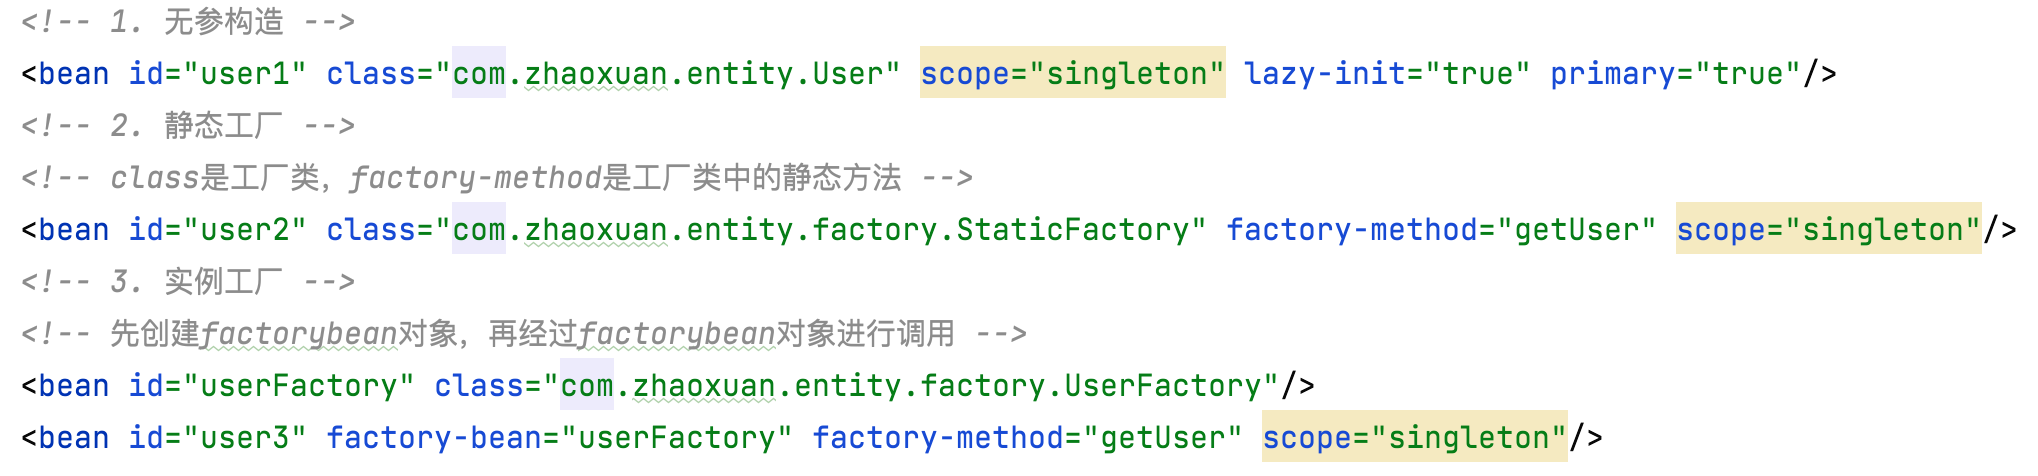 <!-- 1. 无参构造 -->
<bean id="user1" class="com.zhaoxuan.entity.User" scope="singleton" lazy-init="true" primary="true"/>
<!-- 2. 静态工厂 -->
<!-- class是工厂类，factory-method是工厂类中的静态方法 -->
<bean id="user2" class="com.zhaoxuan.entity.factory.StaticFactory" factory-method="getUser" scope="singleton"/>
<!-- 3. 实例工厂 -->
<!-- 先创建factorybean对象，再经过factorybean对象进行调用 -->
<bean id="userFactory" class="com.zhaoxuan.entity.factory.UserFactory"/>
<bean id="user3" factory-bean="userFactory" factory-method="getUser" scope="singleton"/>